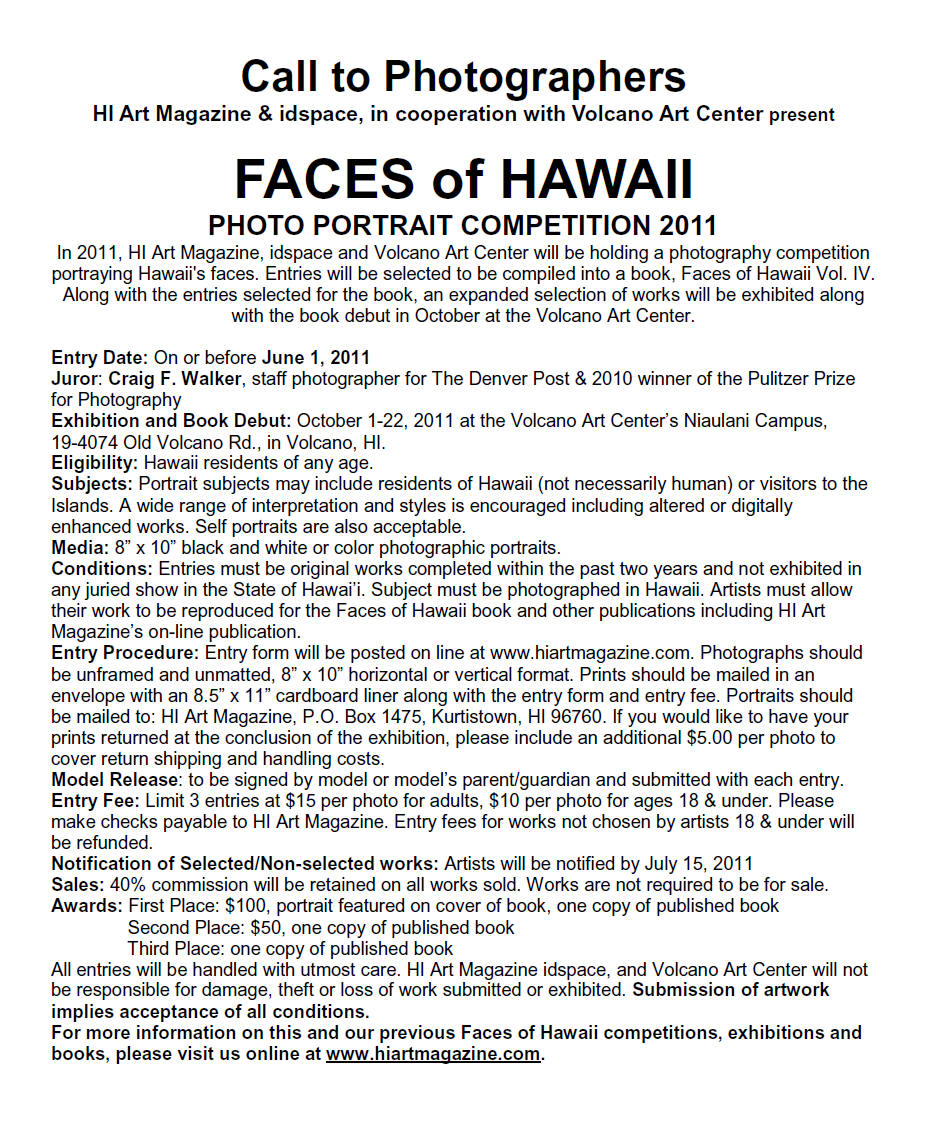 Call to Photographers
HI Art Magazine & idspace, in cooperation with Volcano Art Center present
FACES of HAWAII
PHOTO PORTRAIT COMPETITION 2011
In 2011, HI Art Magazine, idspace and Volcano Art Center will be holding a photography competition
portraying Hawaii's faces. Entries will be selected to be compiled into a book, Faces of Hawaii Vol. IV.
Along with the entries selected for the book, an expanded selection of works will be exhibited along
with the book debut in October at the Volcano Art Center.
Entry Date: On or before June 1, 2011
Juror: Craig F. Walker, staff photographer for The Denver Post & 2010 winner of the Pulitzer Prize
for Photography
Exhibition and Book Debut: October 1-22, 2011 at the Volcano Art Center’s Niaulani Campus,
19-4074 Old Volcano Rd., in Volcano, HI.
Eligibility: Hawaii residents of any age.
Subjects: Portrait subjects may include residents of Hawaii (not necessarily human) or visitors to the
Islands. A wide range of interpretation and styles is encouraged including altered or digitally
enhanced works. Self portraits are also acceptable.
Media: 8” x 10” black and white or color photographic portraits.
Conditions: Entries must be original works completed within the past two years and not exhibited in
any juried show in the State of Hawai’i. Subject must be photographed in Hawaii. Artists must allow
their work to be reproduced for the Faces of Hawaii book and other publications including HI Art
Magazine’s on-line publication.
Entry Procedure: Entry form will be posted on line at www.hiartmagazine.com. Photographs should
be unframed and unmatted, 8” x 10” horizontal or vertical format. Prints should be mailed in an
envelope with an 8.5” x 11” cardboard liner along with the entry form and entry fee. Portraits should
be mailed to: HI Art Magazine, P.O. Box 1475, Kurtistown, HI 96760. If you would like to have your
prints returned at the conclusion of the exhibition, please include an additional $5.00 per photo to
cover return shipping and handling costs.
Model Release: to be signed by model or model’s parent/guardian and submitted with each entry.
Entry Fee: Limit 3 entries at $15 per photo for adults, $10 per photo for ages 18 & under. Please
make checks payable to HI Art Magazine. Entry fees for works not chosen by artists 18 & under will
be refunded.
Notification of Selected/Non-selected works: Artists will be notified by July 15, 2011
Sales: 40% commission will be retained on all works sold. Works are not required to be for sale.
Awards: First Place: $100, portrait featured on cover of book, one copy of published book
Second Place: $50, one copy of published book
Third Place: one copy of published book
All entries will be handled with utmost care. HI Art Magazine idspace, and Volcano Art Center will not
be responsible for damage, theft or loss of work submitted or exhibited. Submission of artwork
implies acceptance of all conditions.
For more information on this and our previous Faces of Hawaii competitions, exhibitions and
books, please visit us online at www.hiartmagazine.com.